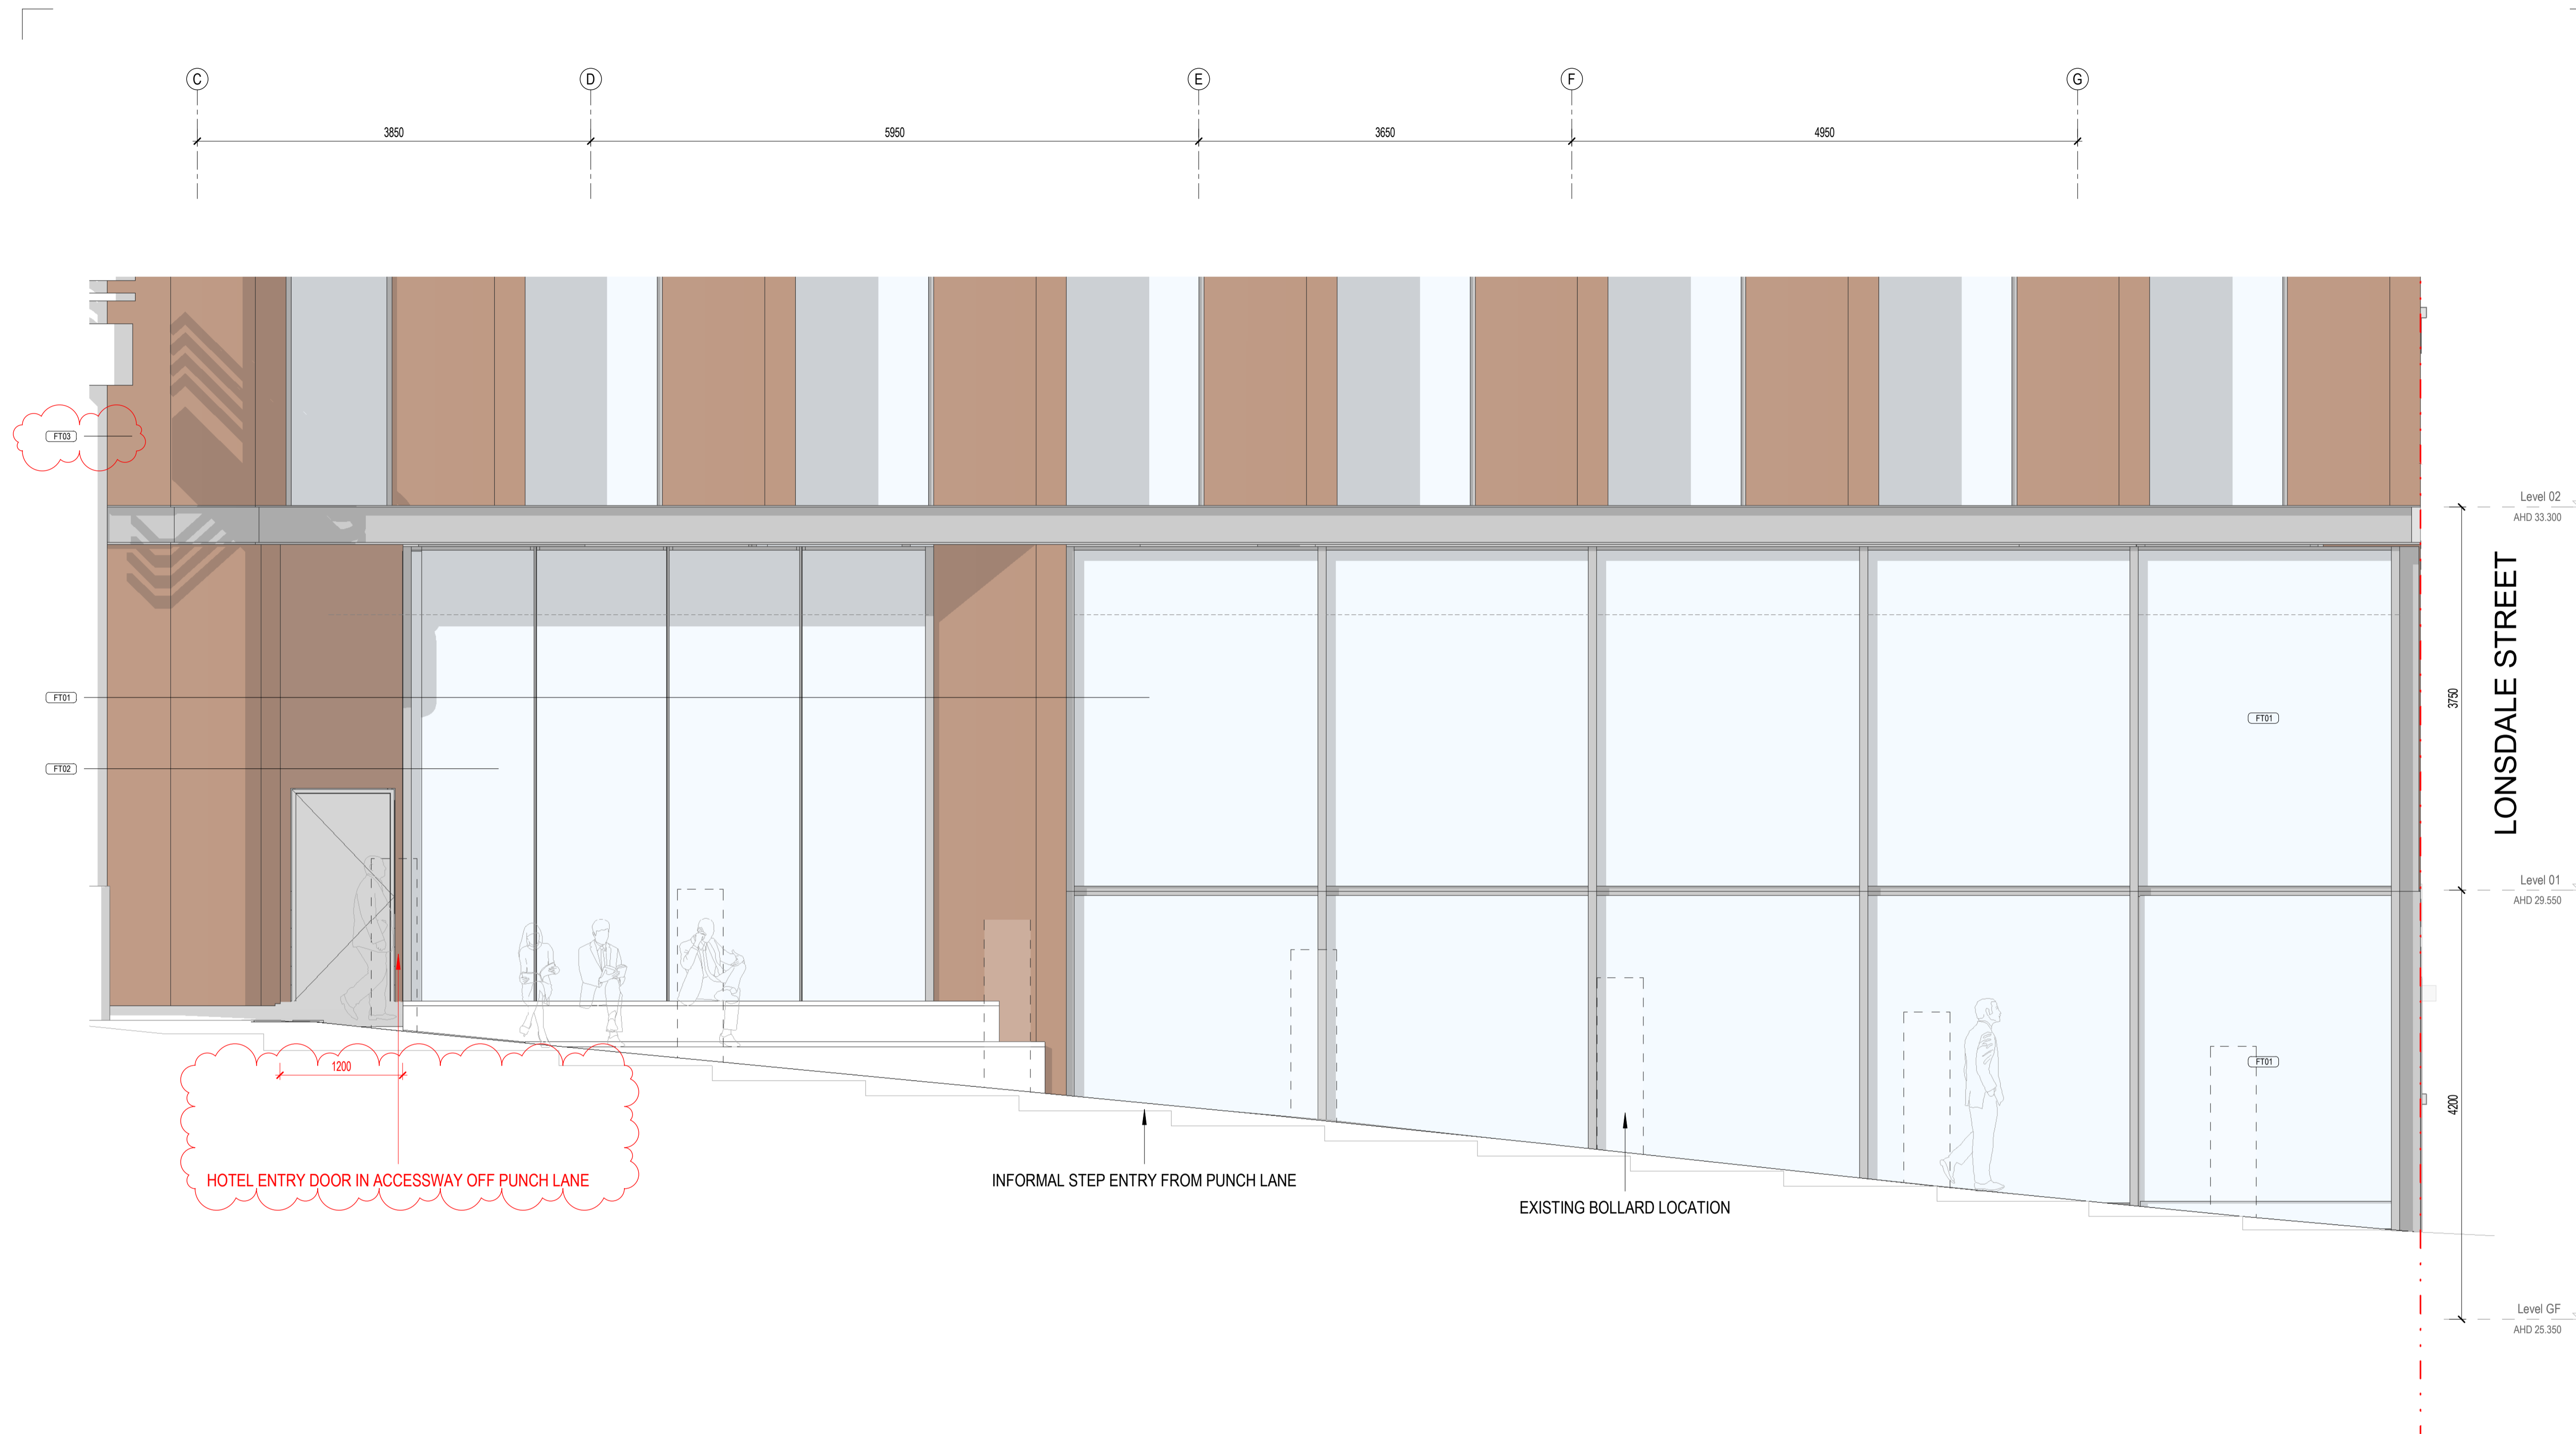 C
D
E
F
G
3850
5950
3650
4950
FT03
Level 02
AHD 33.300
LONSDALE STREET
3750
FT01
FT01
FT02
Level 01
AHD 29.550
FT01
1200
4200
HOTEL ENTRY DOOR IN ACCESSWAY OFF PUNCH LANE
INFORMAL STEP ENTRY FROM PUNCH LANE
EXISTING BOLLARD LOCATION
Level GF
AHD 25.350